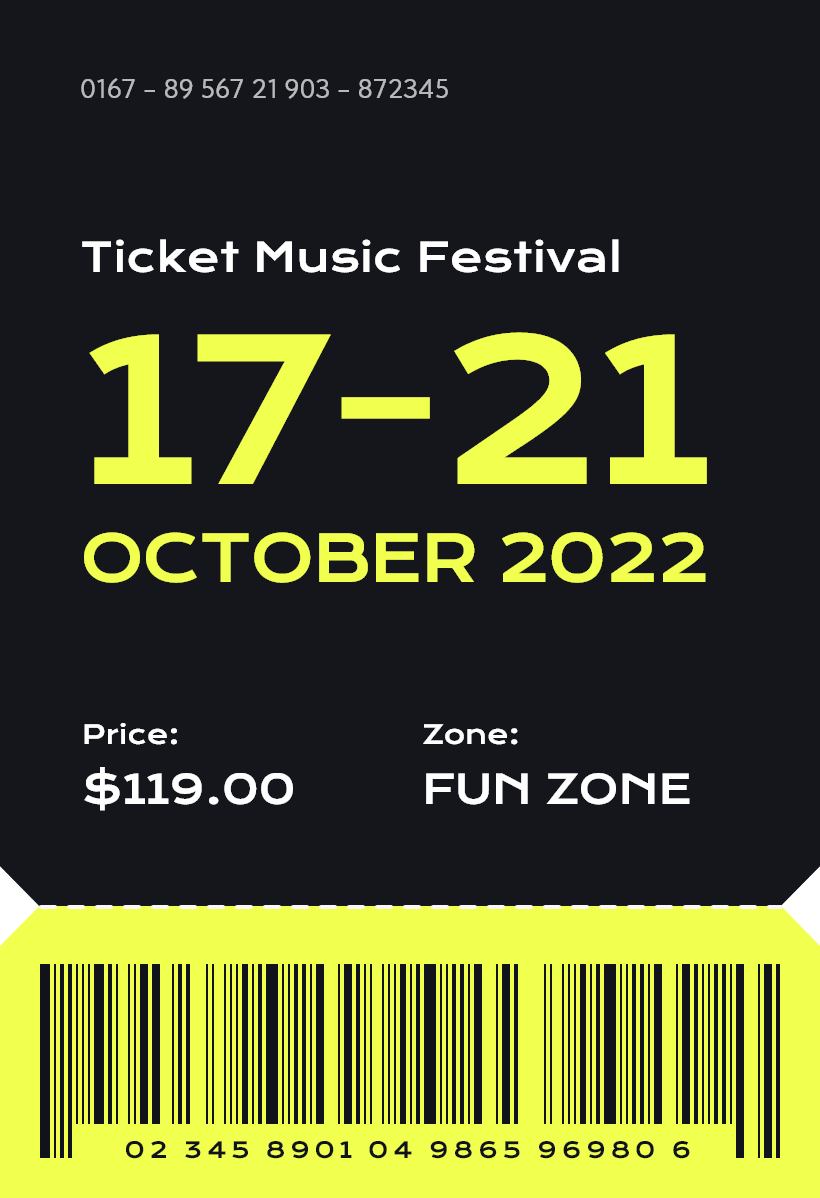 0167 – 89 567 21 903 – 872345
Ticket Music Festival
17–21
OCTOBER 2022
Price: Zone:
$119.00 FUN ZONE
02 345 8901 04 9865 96980 6